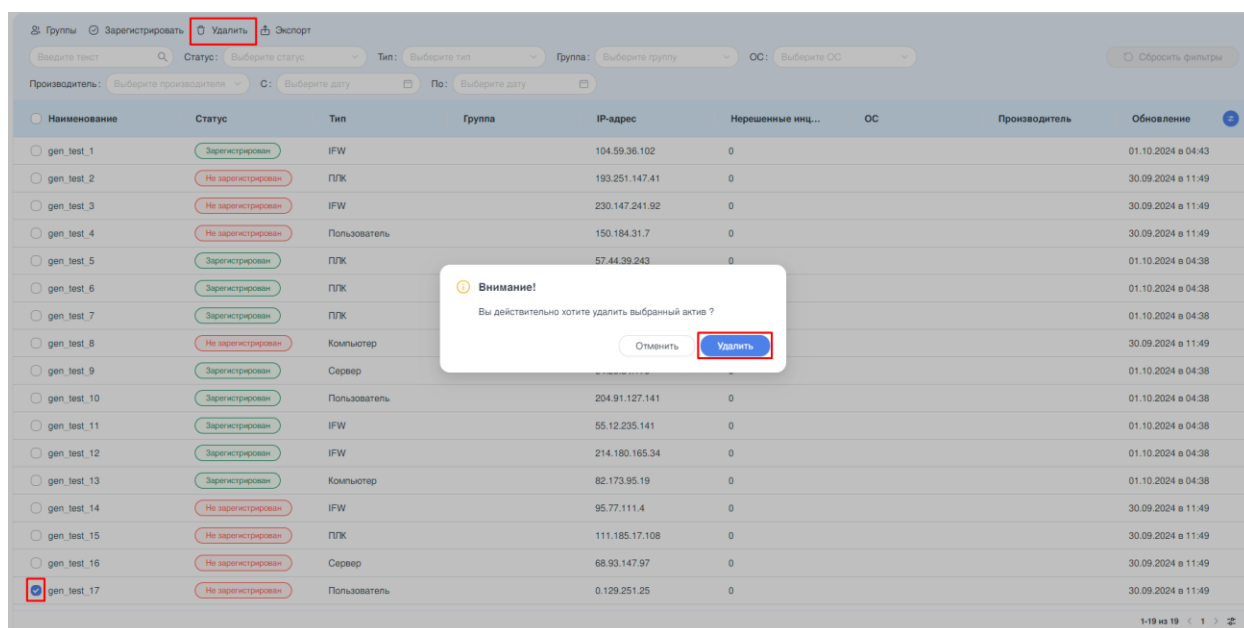 Группы Зарегистрировать Удалить Экспорт
Введите текст Статус: Выберите статус Тип: Выберите тип Группа: Выберите группу ОС: Выберите ОС Сбросить фильтры
Производитель: Выберите производителя С: Выберите дату По: Выберите дату
Наименование Статус Тип Группа IP-адрес Нерешенные инц... ОС Производитель Обновление
gen_test_1 Зарегистрирован IFW 104.59.36.102 0 01.10.2024 в 04:43
gen_test_2 Не зарегистрирован ПЛК 193.251.147.41 0 30.09.2024 в 11:49
gen_test_3 Не зарегистрирован IFW 230.147.241.92 0 30.09.2024 в 11:49
gen_test_4 Не зарегистрирован Пользователь 150.184.31.7 0 30.09.2024 в 11:49
gen_test_5 Зарегистрирован ПЛК 57.44.39.243 0 01.10.2024 в 04:38
gen_test_6 Зарегистрирован ПЛК 01.10.2024 в 04:38
gen_test_7 Зарегистрирован ПЛК 01.10.2024 в 04:38
gen_test_8 Не зарегистрирован Компьютер 30.09.2024 в 11:49
gen_test_9 Зарегистрирован Сервер 01.10.2024 в 04:38
Внимание!
Вы действительно хотите удалить выбранный актив ?
Отменить Удалить
gen_test_10 Зарегистрирован Пользователь 204.91.127.141 0 01.10.2024 в 04:38
gen_test_11 Зарегистрирован IFW 55.12.235.141 0 01.10.2024 в 04:38
gen_test_12 Зарегистрирован IFW 214.180.165.34 0 01.10.2024 в 04:38
gen_test_13 Зарегистрирован Компьютер 82.173.95.19 0 01.10.2024 в 04:38
gen_test_14 Не зарегистрирован IFW 95.77.111.4 0 30.09.2024 в 11:49
gen_test_15 Не зарегистрирован ПЛК 111.185.17.108 0 30.09.2024 в 11:49
gen_test_16 Не зарегистрирован Сервер 68.93.147.97 0 30.09.2024 в 11:49
gen_test_17 Не зарегистрирован Пользователь 0.129.251.25 0 30.09.2024 в 11:49
1-19 из 19 1